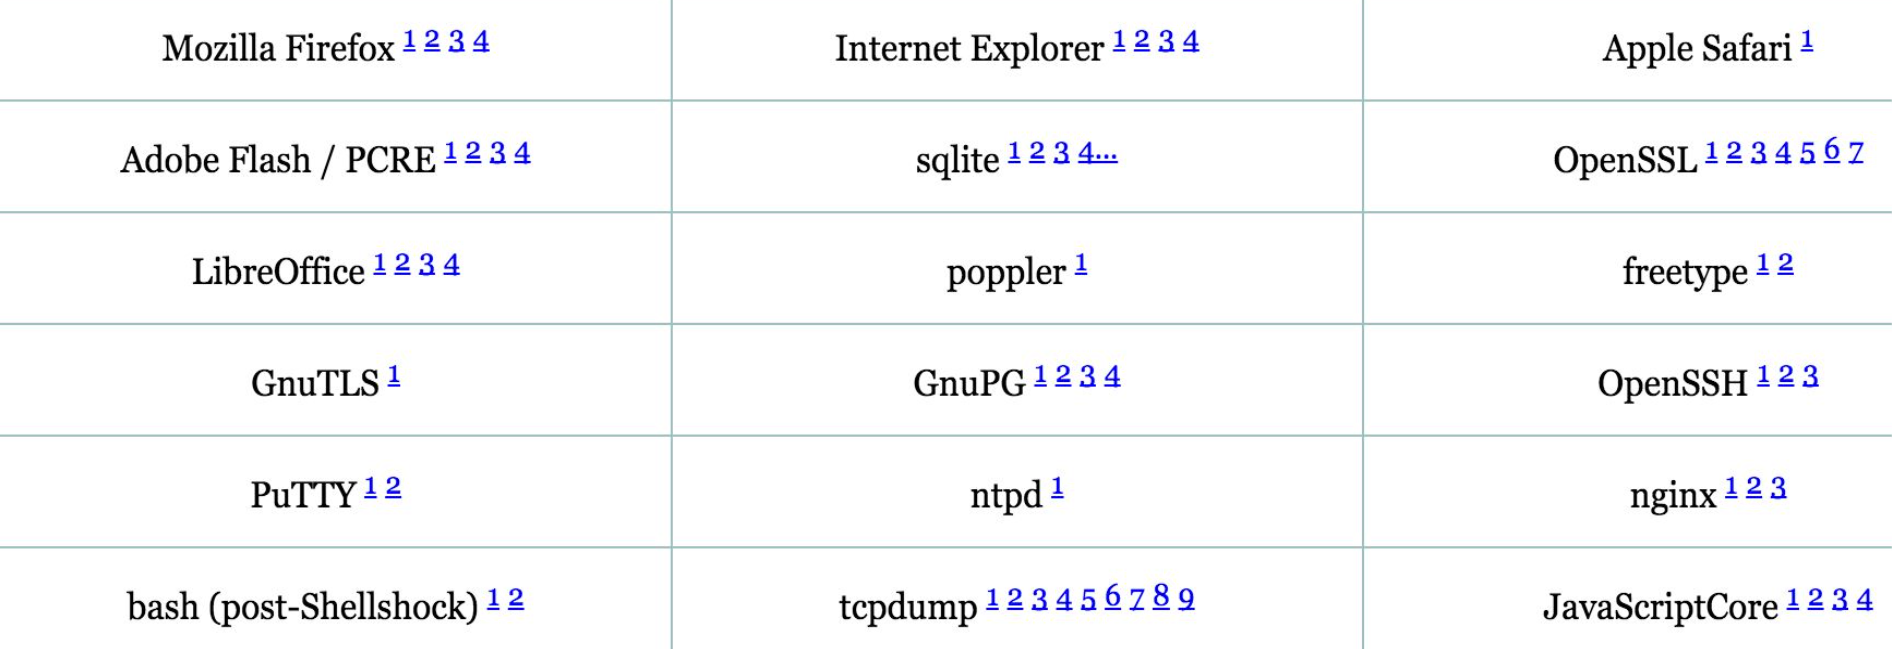 Mozilla Firefox 1 2 3 4 Internet Explorer 1 2 3 4 Apple Safari 1
Adobe Flash / PCRE 1 2 3 4 sqlite 1 2 3 4... OpenSSL 1 2 3 4 5 6 7
LibreOffice 1 2 3 4 poppler 1 freetype 1 2
GnuTLS 1 GnuPG 1 2 3 4 OpenSSH 1 2 3
PuTTY 1 2 ntpd 1 nginx 1 2 3
bash (post-Shellshock) 1 2 tcpdump 1 2 3 4 5 6 7 8 9 JavaScriptCore 1 2 3 4